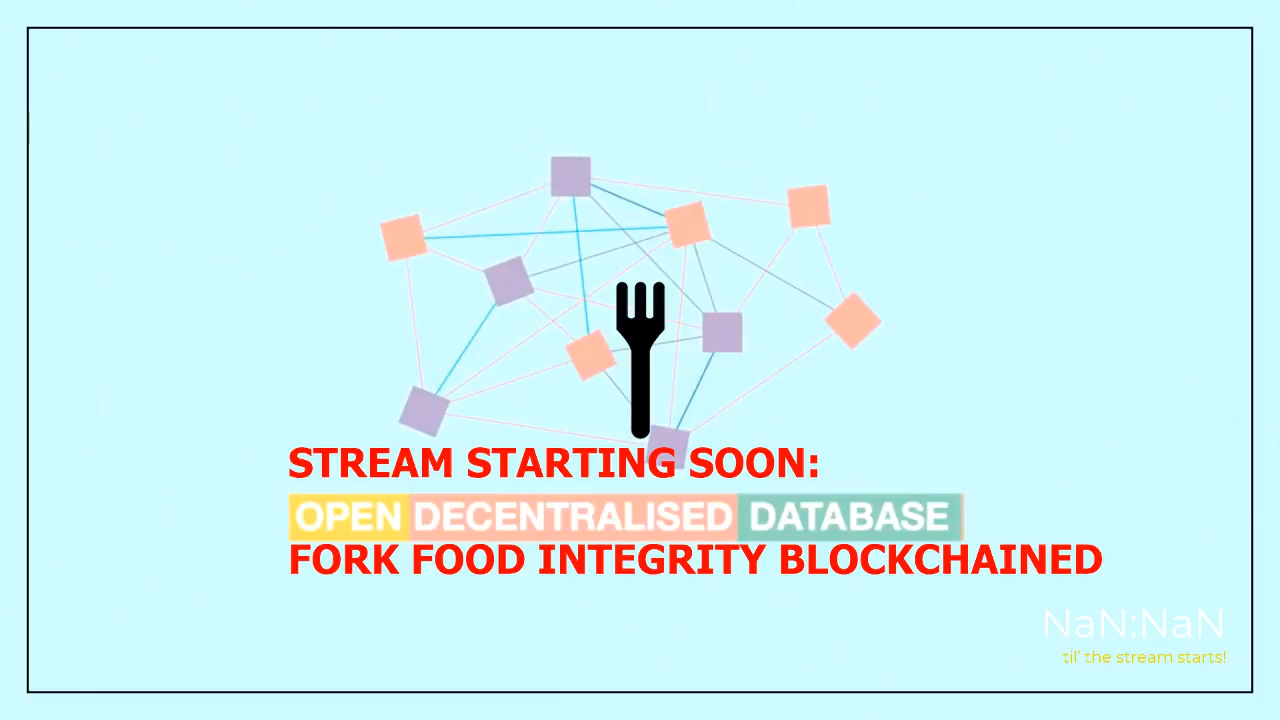 STREAM STARTING SOON:
OPEN DECENTRALISED DATABASE
FORK FOOD INTEGRITY BLOCKCHAINED
NaN:NaN
til' the stream starts!